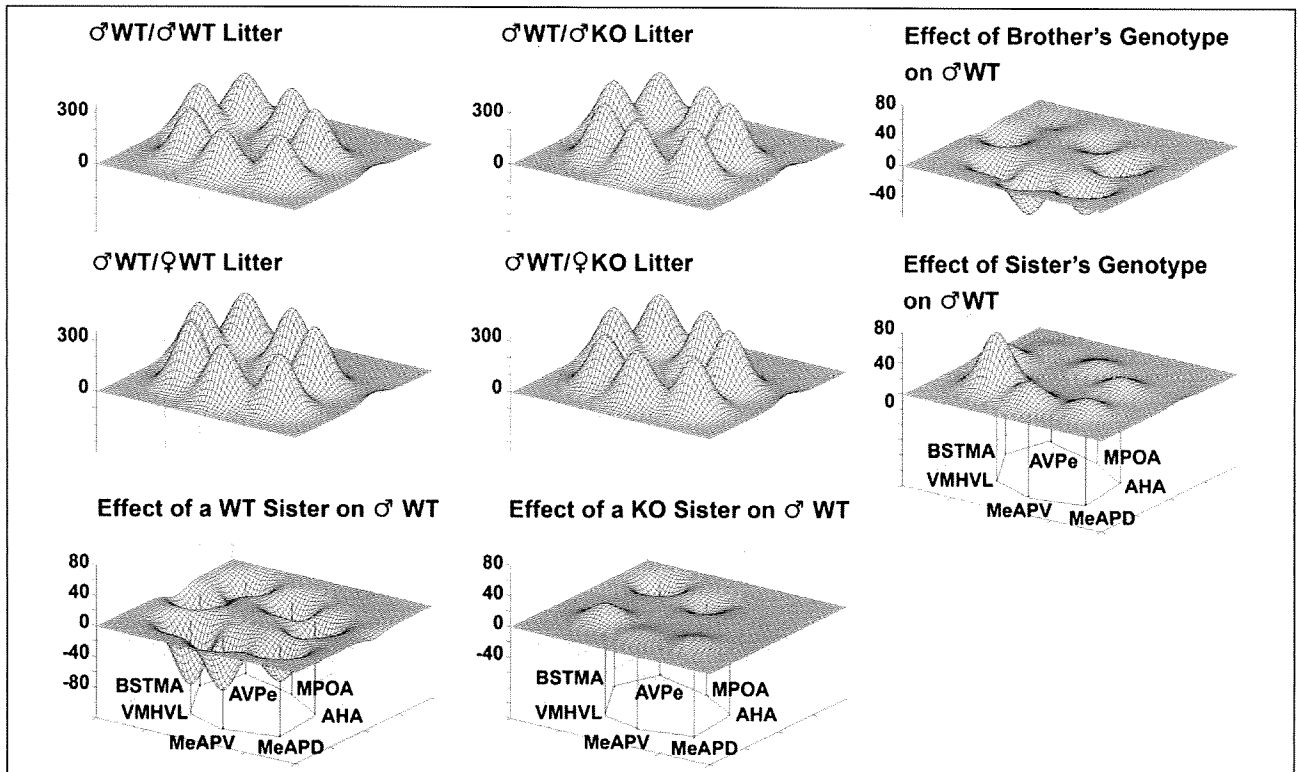 ♂WT/♂WT Litter
300
0
♂WT/♂KO Litter
300
0
Effect of Brother's Genotype
on ♂WT
80
40
0
-40
♂WT/♀WT Litter
300
0
♂WT/♀KO Litter
300
0
Effect of Sister's Genotype
on ♂WT
80
40
0
BSTMA
AVPe
MPOA
VMHVL
AHA
MeAPV
MeAPD
Effect of a WT Sister on ♂ WT
80
40
0
-40
-80
BSTMA
AVPe
MPOA
VMHVL
AHA
MeAPV
MeAPD
Effect of a KO Sister on ♂ WT
80
40
0
-40
BSTMA
AVPe
MPOA
VMHVL
AHA
MeAPV
MeAPD